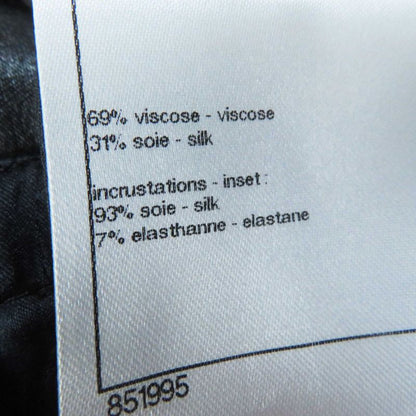 69% viscose - viscose
31% soie - silk
incrustations - inset :
93% soie - silk
7% elasthanne - elastane
851995